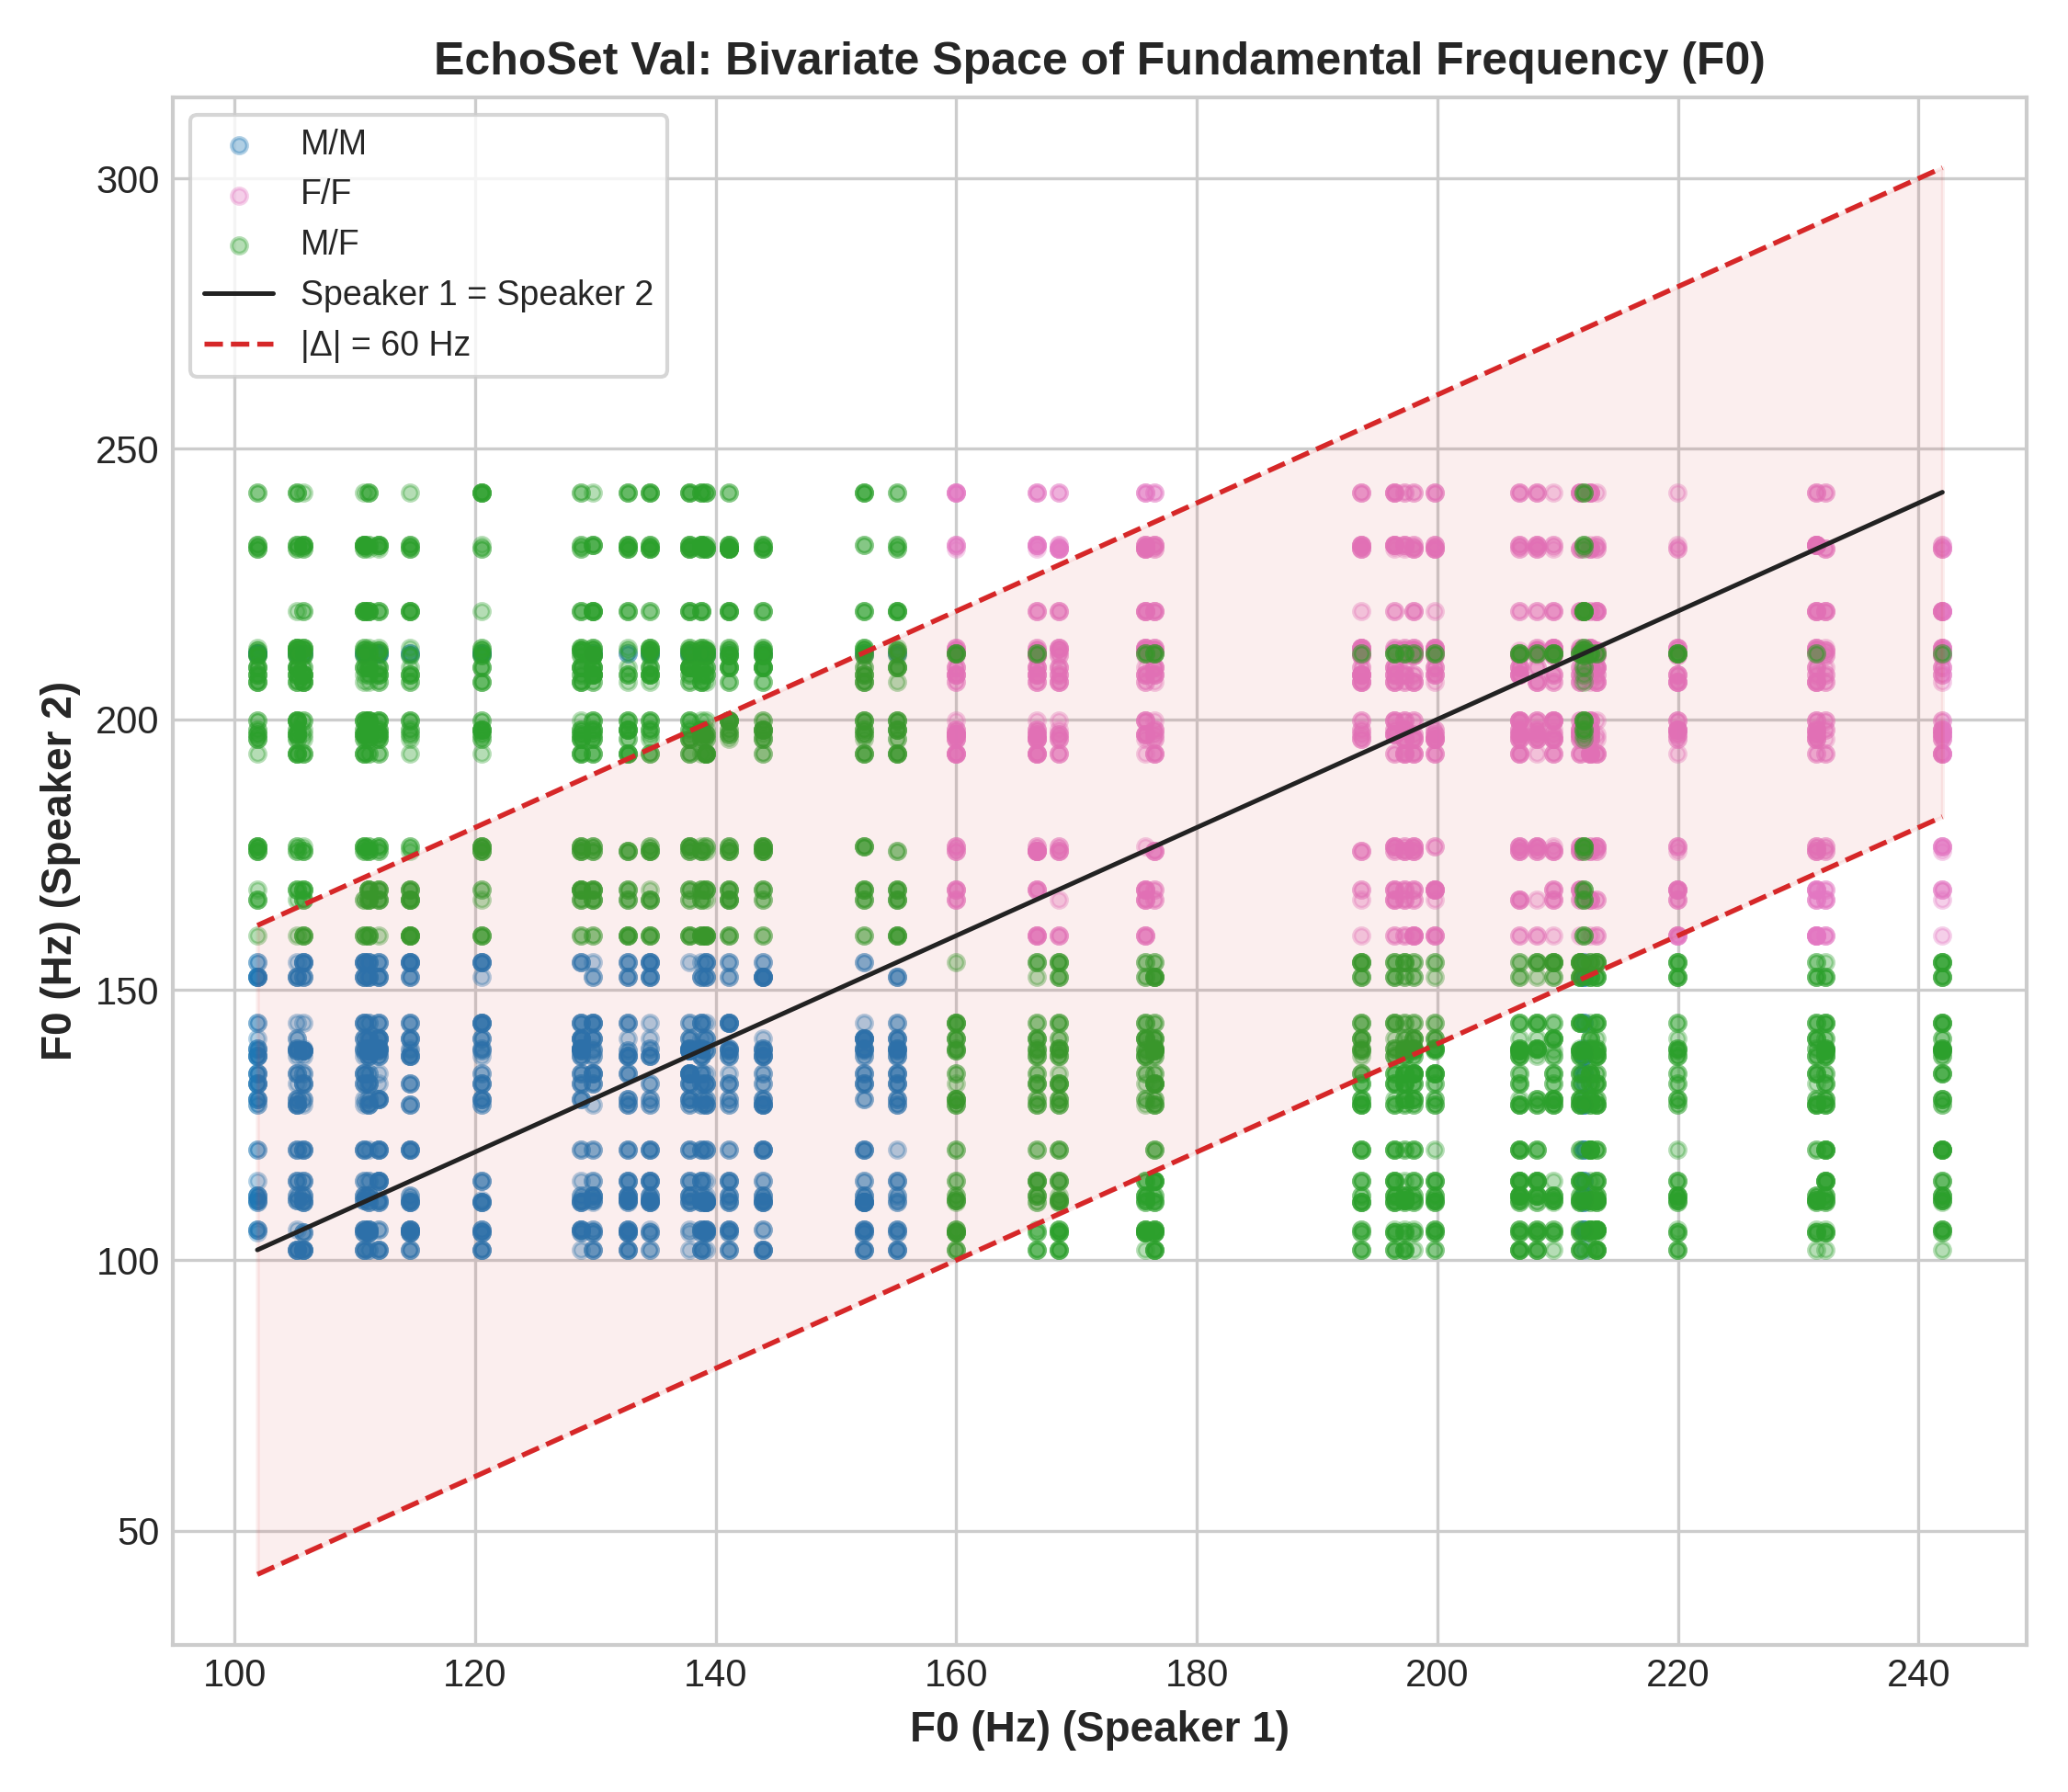 EchoSet Val: Bivariate Space of Fundamental Frequency (F0)
M/M
F/F
M/F
Speaker 1 = Speaker 2
|Δ| = 60 Hz
300
250
200
150
100
50
F0 (Hz) (Speaker 2)
100 120 140 160 180 200 220 240
F0 (Hz) (Speaker 1)